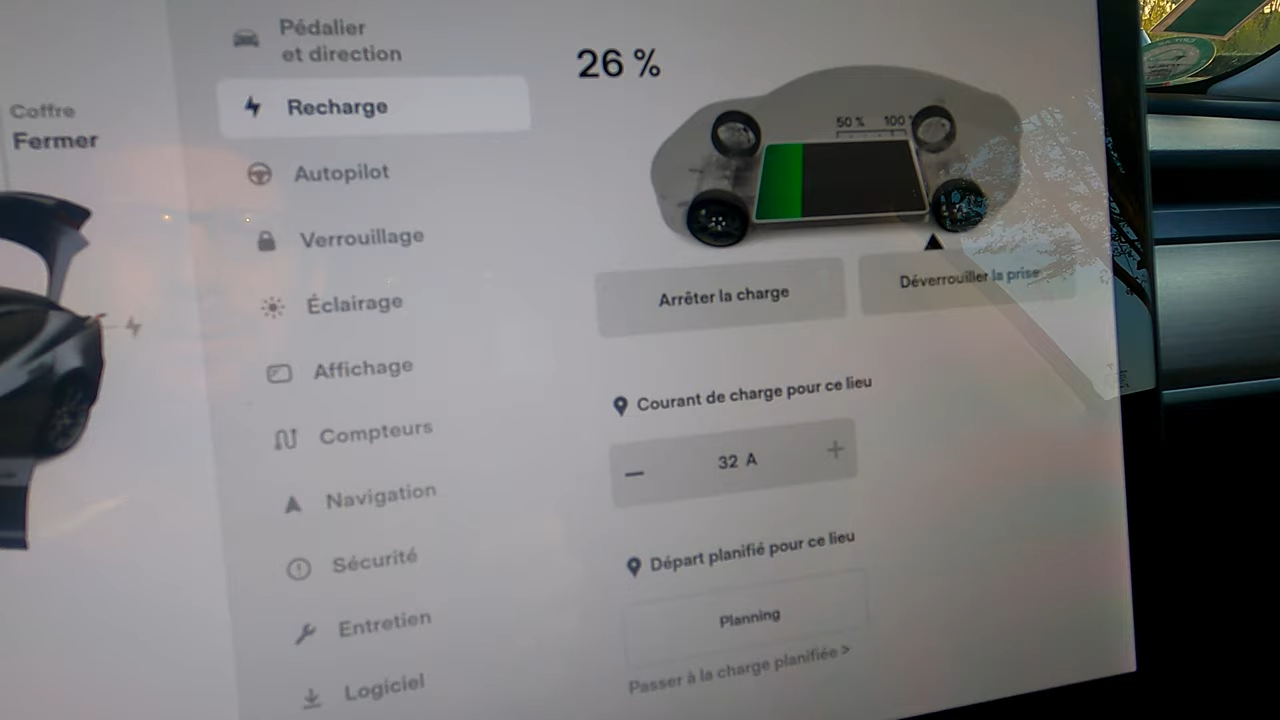 Coffre
Fermer
Pédalier
et direction
Recharge
Autopilot
Verrouillage
Éclairage
Affichage
Compteurs
Navigation
Sécurité
Entretien
Logiciel
26 %
50 % 100
Arrêter la charge
Déverrouiller la prise
Courant de charge pour ce lieu
− 32 A +
Départ planifié pour ce lieu
Planning
Passer à la charge planifiée >